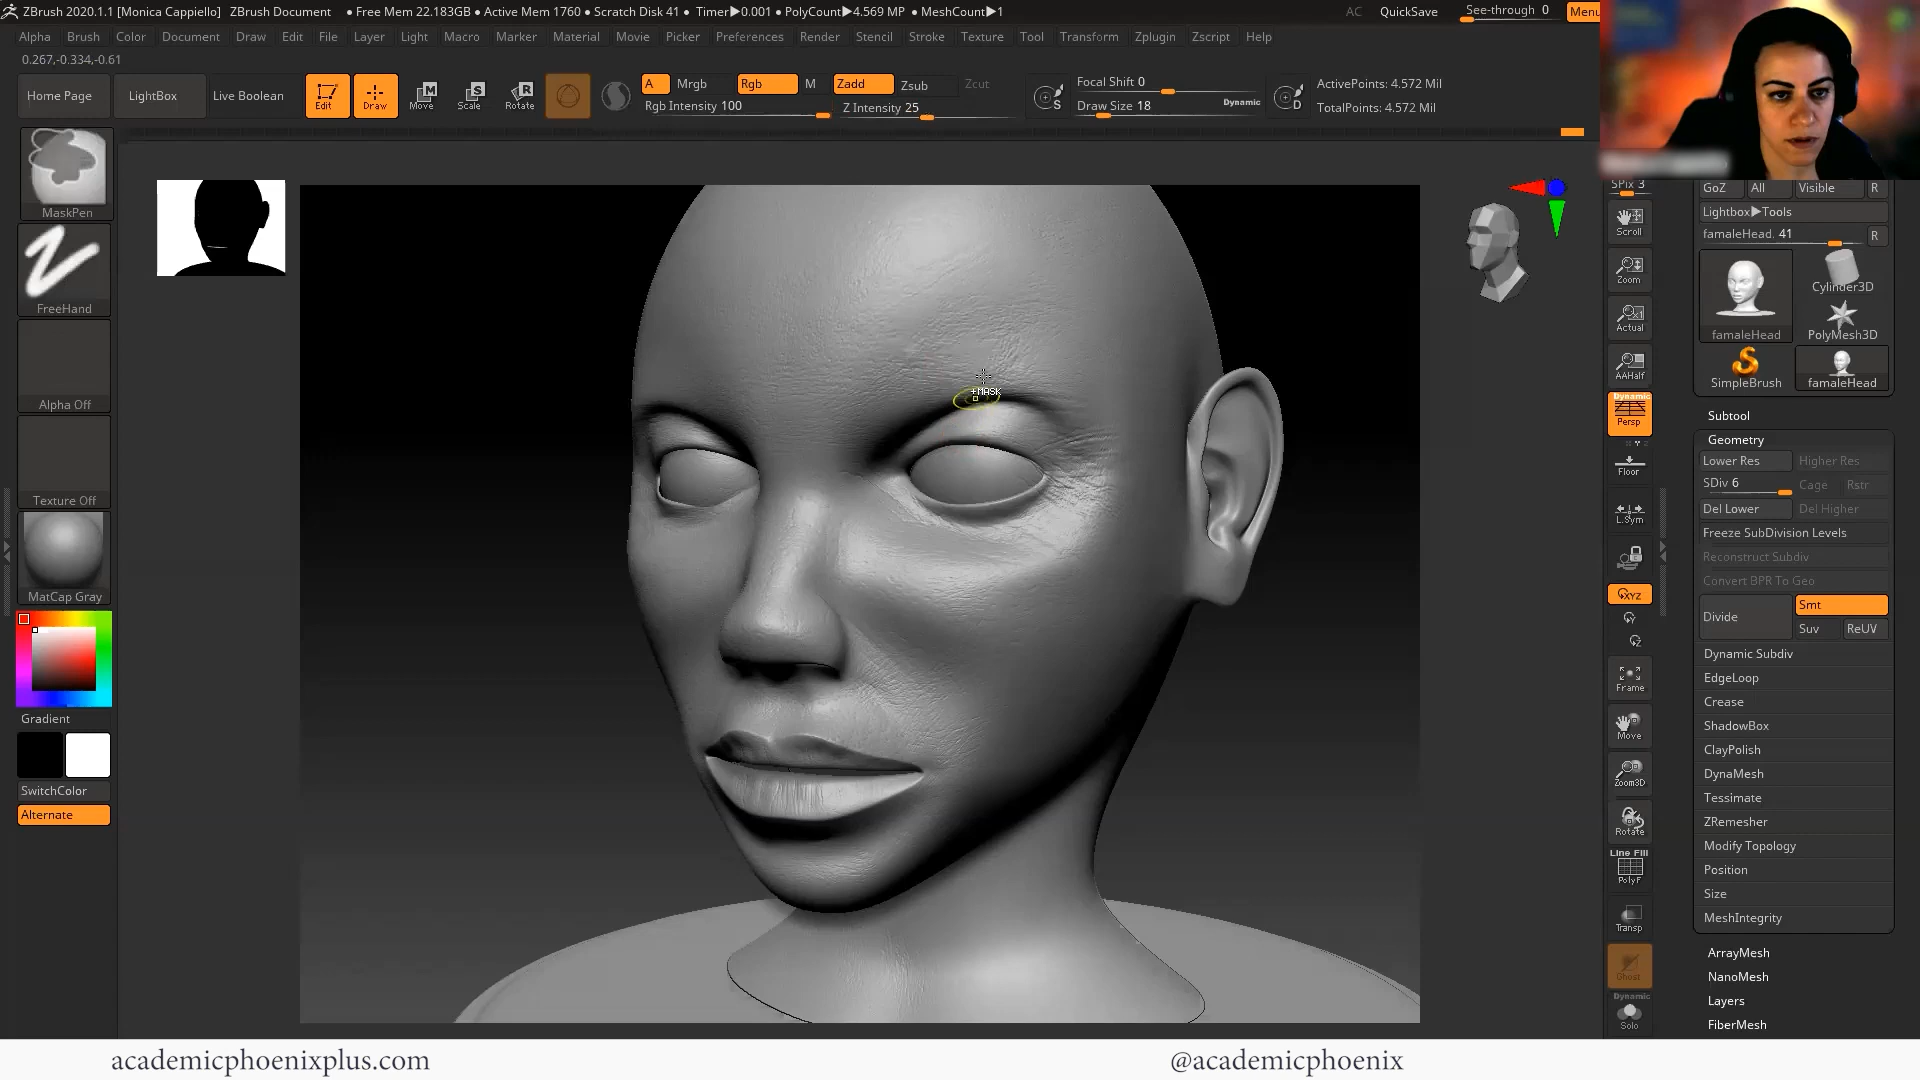 ZBrush 2020.1.1 [Monica Cappiello] ZBrush Document • Free Mem 22.183GB • Active Mem 1760 • Scratch Disk 41 • Timer▶0.001 • PolyCount▶4.569 MP • MeshCount▶1 AC QuickSave See-through 0 Menu
Alpha Brush Color Document Draw Edit File Layer Light Macro Marker Material Movie Picker Preferences Render Stencil Stroke Texture Tool Transform Zplugin Zscript Help
0.267,-0.334,-0.61
Home Page LightBox Live Boolean Edit Draw Move Scale Rotate
A Mrgb Rgb M Zadd Zsub Zcut
Rgb Intensity 100 Z Intensity 25
Focal Shift 0
Draw Size 18 Dynamic
ActivePoints: 4.572 Mil
TotalPoints: 4.572 Mil
MaskPen
FreeHand
Alpha Off
Texture Off
MatCap Gray
Gradient
SwitchColor
Alternate
+MASK
SPix 3
Scroll
Zoom
Actual
AAHalf
Dynamic
Persp
Floor
L.Sym
XYZ
Frame
Move
Zoom3D
Rotate
Line Fill
PolyF
Transp
Ghost
Dynamic
Solo
GoZ All Visible R
Lightbox▶Tools
famaleHead. 41 R
famaleHead
Cylinder3D
PolyMesh3D
SimpleBrush
famaleHead
Subtool
Geometry
Lower Res Higher Res
SDiv 6 Cage Rstr
Del Lower Del Higher
Freeze SubDivision Levels
Reconstruct Subdiv
Convert BPR To Geo
Divide Smt
Suv ReUV
Dynamic Subdiv
EdgeLoop
Crease
ShadowBox
ClayPolish
DynaMesh
Tessimate
ZRemesher
Modify Topology
Position
Size
MeshIntegrity
ArrayMesh
NanoMesh
Layers
FiberMesh
academicphoenixplus.com
@academicphoenix